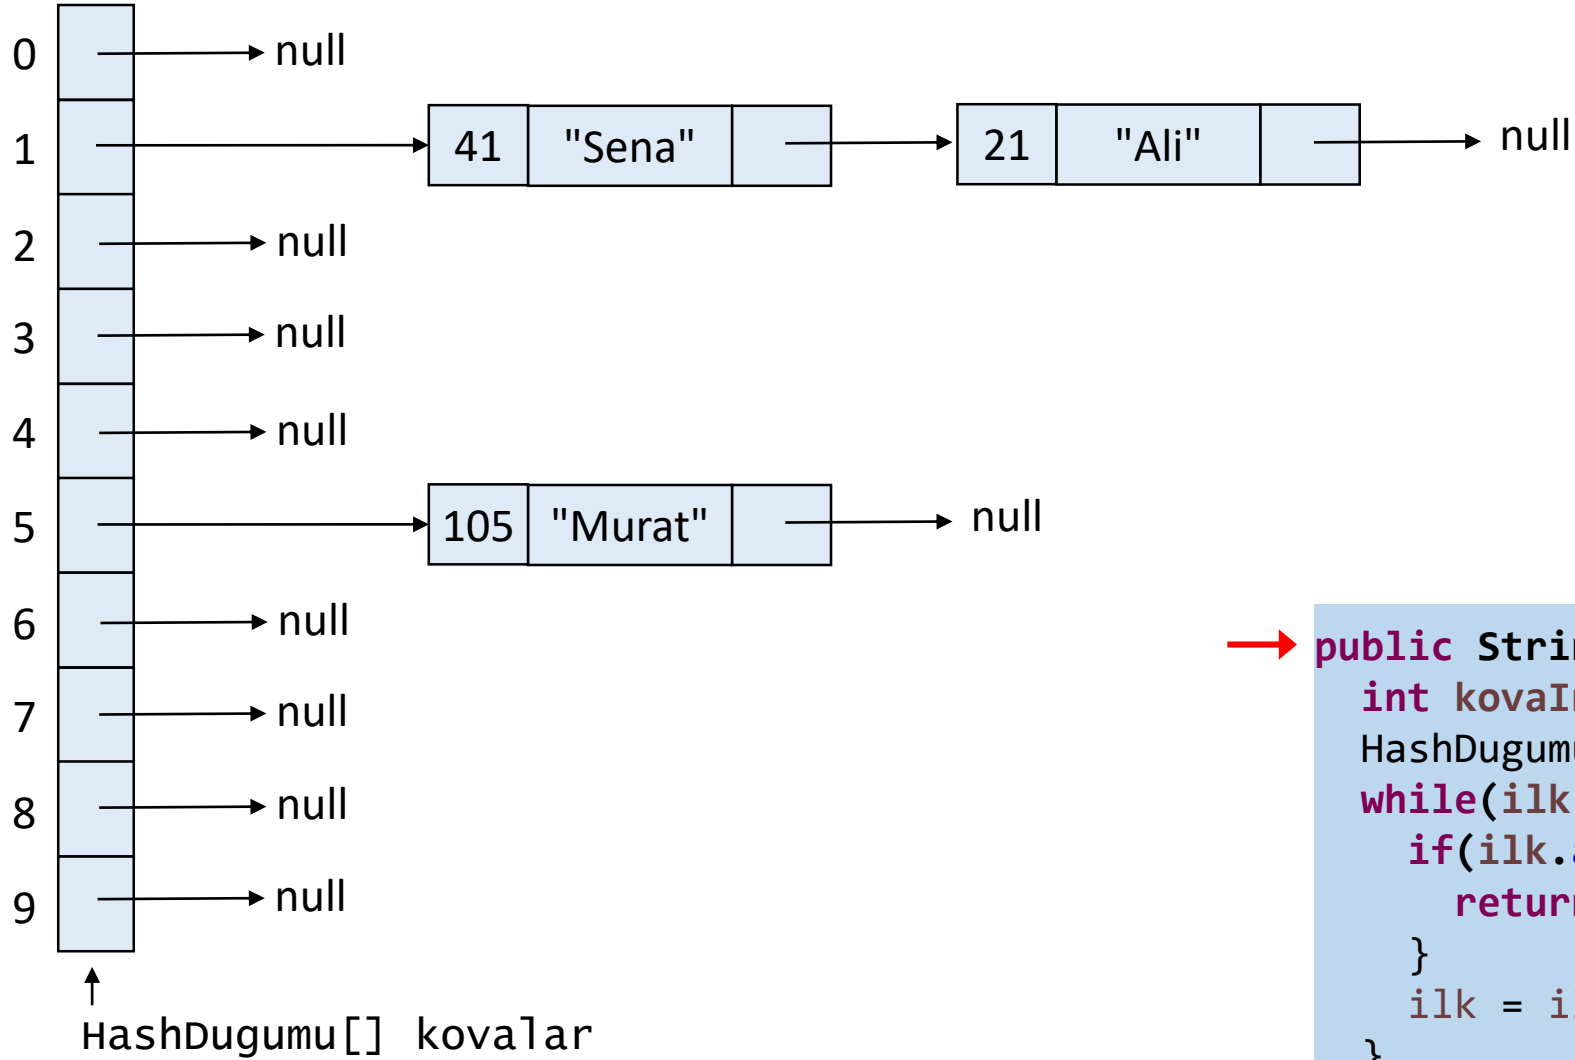 0 null
1 41 "Sena" 21 "Ali" null
2 null
3 null
4 null
5 105 "Murat" null
6 null
7 null
8 null
9 null
HashDugumu[] kovalar
public
int
while(ilk
if(ilk.
}
ilk =
}